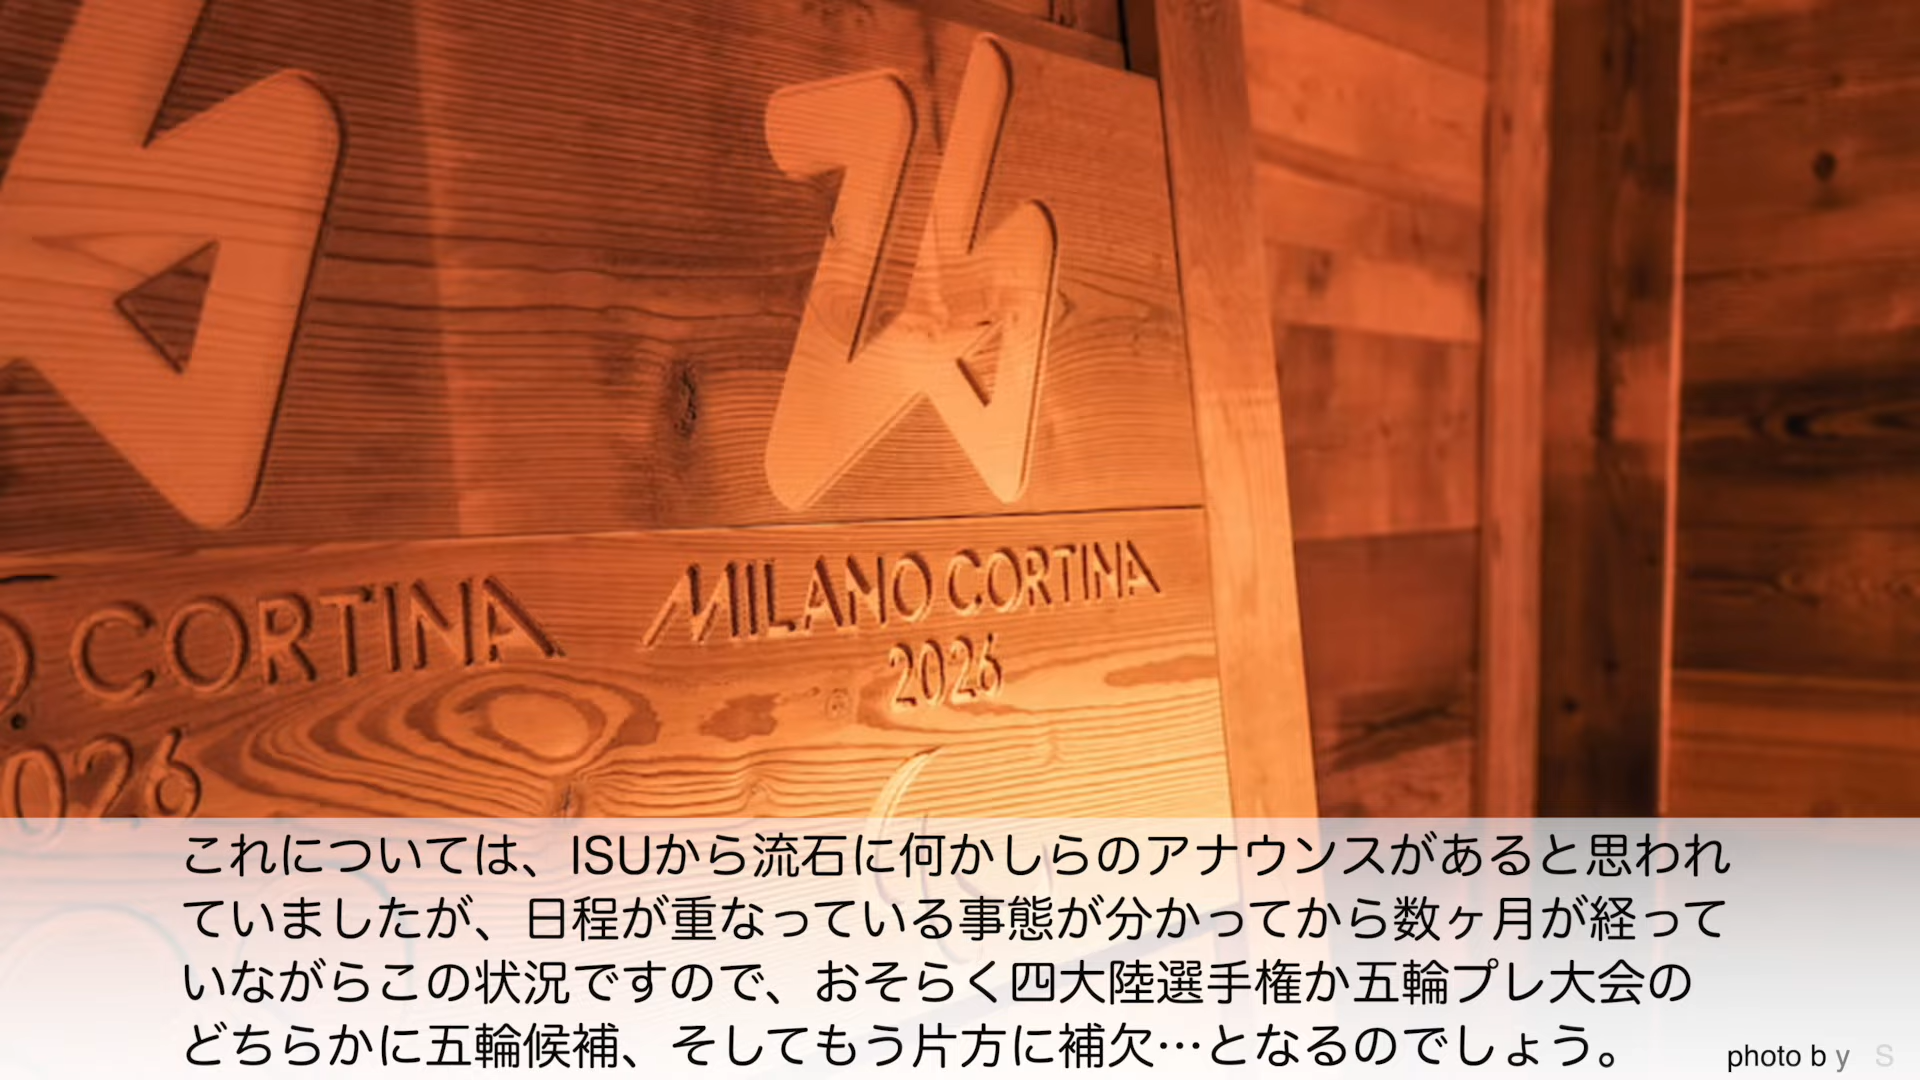 MILANO CORTINA
2026
CORTINA
026
これについては、ISUから流石に何かしらのアナウンスがあると思われ
ていましたが、日程が重なっている事態が分かってから数ヶ月が経って
いながらこの状況ですので、おそらく四大陸選手権か五輪プレ大会の
どちらかに五輪候補、そしてもう片方に補欠…となるのでしょう。
photo by S